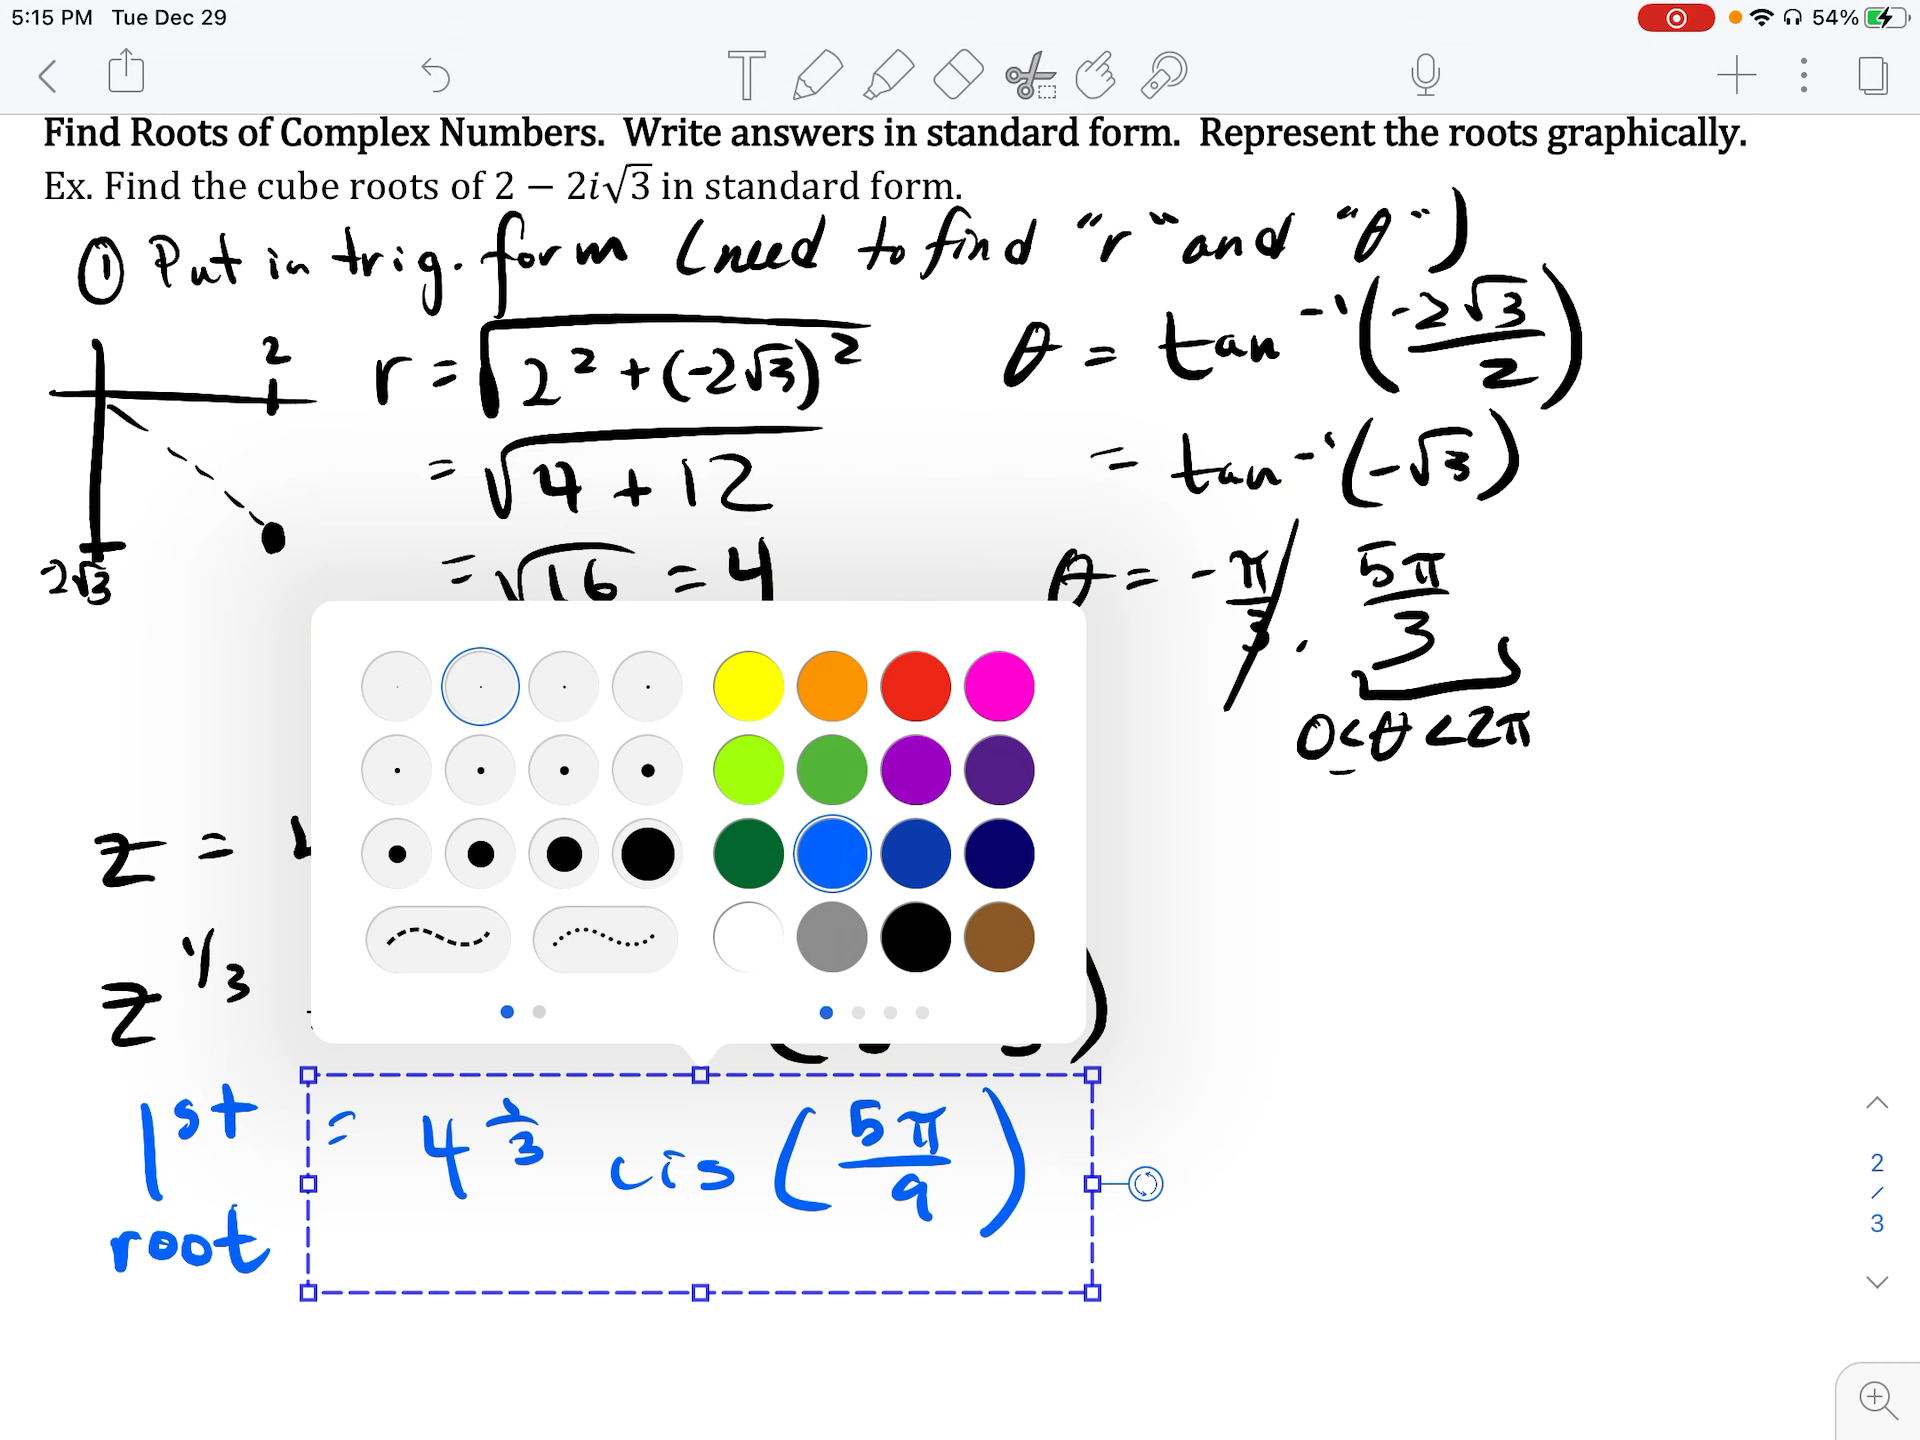 5:15 PM Tue Dec 29 54%
Find Roots of Complex Numbers. Write answers in standard form. Represent the roots graphically.
Ex. Find the cube roots of 2 − 2i√3 in standard form.
① Put in trig. form (need to find "r" and "θ")
2
-2√3
r = √(2² + (-2√3)²)
= √(4 + 12)
= √16 = 4
θ = tan⁻¹(-2√3/2)
= tan⁻¹(-√3)
θ = -π/3, 5π/3
0 ≤ θ < 2π
z =
z^1/3
1st root = 4^1/3 cis (5π/9)
2
/
3